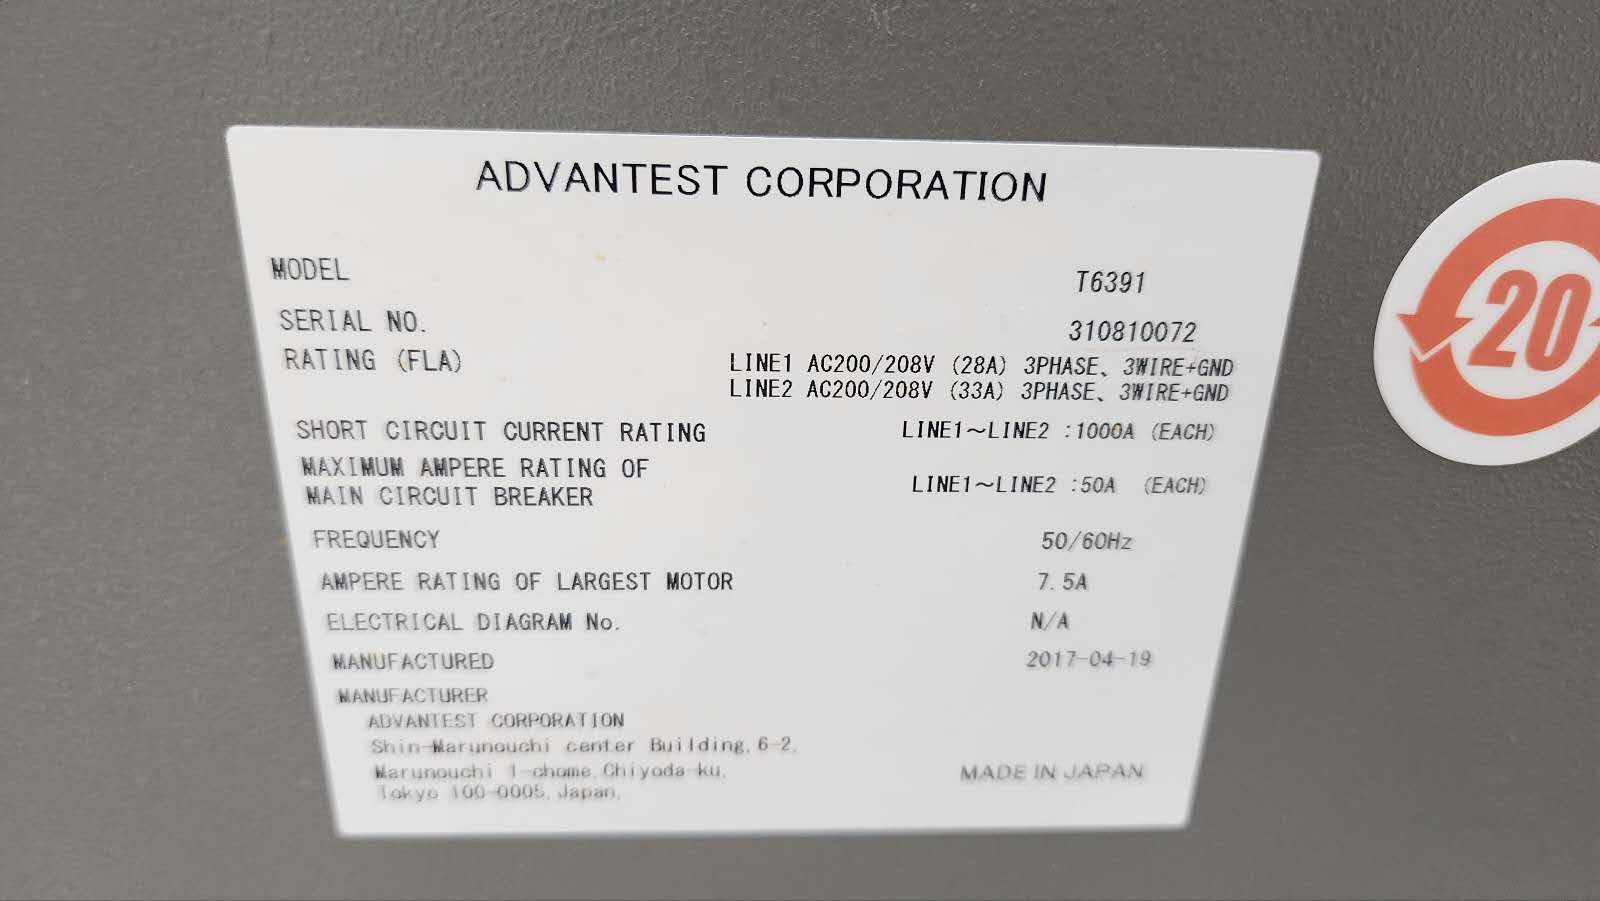 ADVANTEST CORPORATION
MODEL T6391
SERIAL NO. 310810072
RATING (FLA) LINE1 AC200/208V (28A) 3PHASE、3WIRE+GND
LINE2 AC200/208V (33A) 3PHASE、3WIRE+GND
SHORT CIRCUIT CURRENT RATING LINE1～LINE2 :1000A (EACH)
MAXIMUM AMPERE RATING OF
MAIN CIRCUIT BREAKER LINE1～LINE2 :50A (EACH)
FREQUENCY 50/60Hz
AMPERE RATING OF LARGEST MOTOR 7.5A
ELECTRICAL DIAGRAM No. N/A
MANUFACTURED 2017-04-19
MANUFACTURER
ADVANTEST CORPORATION
Shin-Marunouchi center Building, 6-2,
Marunouchi 1-chome, Chiyoda-ku, MADE IN JAPAN
Tokyo 100-0005, Japan.
20